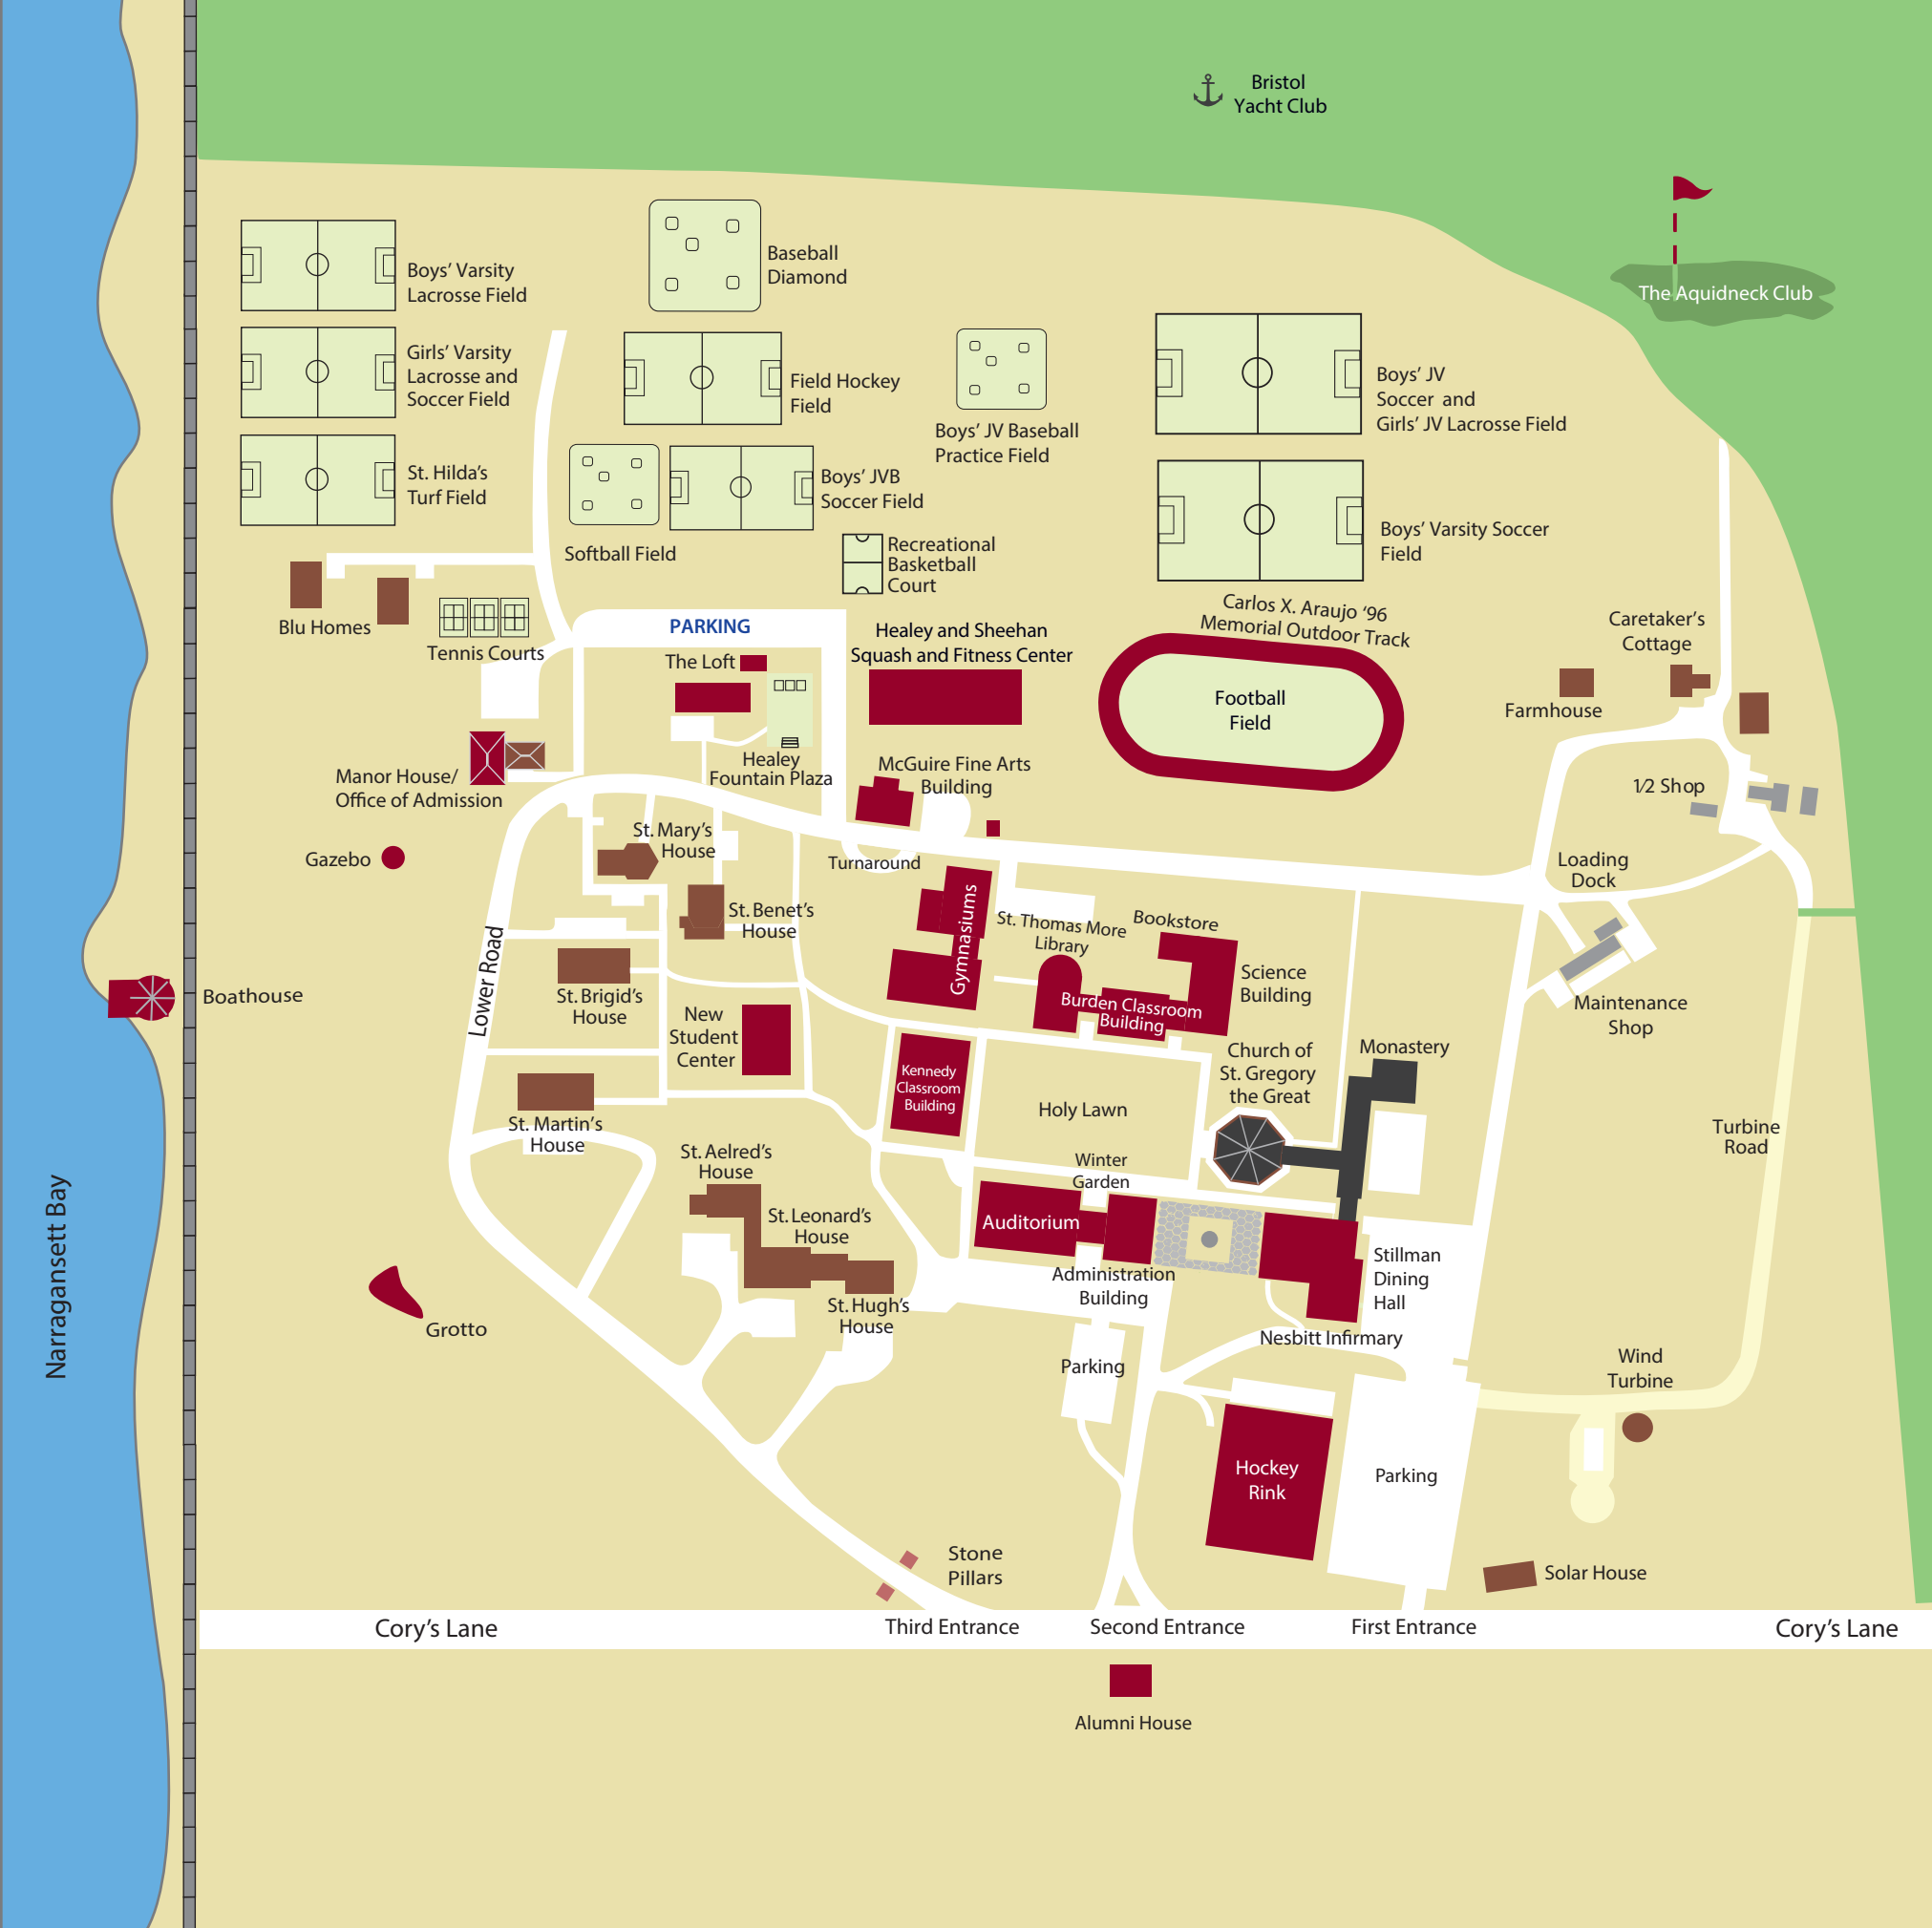 Bristol
Yacht Club
The Aquidneck Club
Boys’ Varsity
Lacrosse Field
Baseball
Diamond
Girls’ Varsity
Lacrosse and
Soccer Field
Field Hockey
Field
Boys’ JV Baseball
Practice Field
Boys’ JV
Soccer and
Girls’ JV Lacrosse Field
St. Hilda’s
Turf Field
Boys’ JVB
Soccer Field
Softball Field
Recreational
Basketball
Court
Boys’ Varsity Soccer
Field
Blu Homes
Tennis Courts
PARKING
The Loft
Healey and Sheehan
Squash and Fitness Center
Carlos X. Araujo ‘96
Memorial Outdoor Track
Football
Field
Caretaker’s
Cottage
Farmhouse
Manor House/
Office of Admission
Healey
Fountain Plaza
McGuire Fine Arts
Building
1/2 Shop
Gazebo
St. Mary’s
House
Turnaround
Loading
Dock
St. Benet’s
House
Gymnasiums
St. Thomas More
Library
Bookstore
Science
Building
Burden Classroom
Building
Maintenance
Shop
Boathouse
Lower Road
St. Brigid’s
House
New
Student
Center
Kennedy
Classroom
Building
Holy Lawn
Church of
St. Gregory
the Great
Monastery
Turbine
Road
St. Martin’s
House
St. Aelred’s
House
St. Leonard’s
House
Winter
Garden
Auditorium
Administration
Building
Stillman
Dining
Hall
St. Hugh’s
House
Nesbitt Infirmary
Narragansett Bay
Grotto
Parking
Wind
Turbine
Hockey
Rink
Parking
Stone
Pillars
Solar House
Cory’s Lane
Third Entrance
Second Entrance
First Entrance
Cory’s Lane
Alumni House